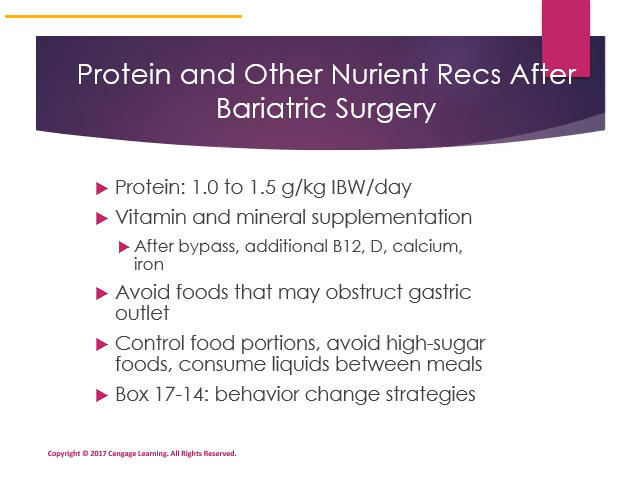 Protein and Other Nurient Recs After
Bariatric Surgery
Protein: 1.0 to 1.5 g/kg IBW/day
Vitamin and mineral supplementation
After bypass, additional B12, D, calcium,
iron
Avoid foods that may obstruct gastric
outlet
Control food portions, avoid high-sugar
foods, consume liquids between meals
Box 17-14: behavior change strategies
Copyright © 2017 Cengage Learning. All Rights Reserved.